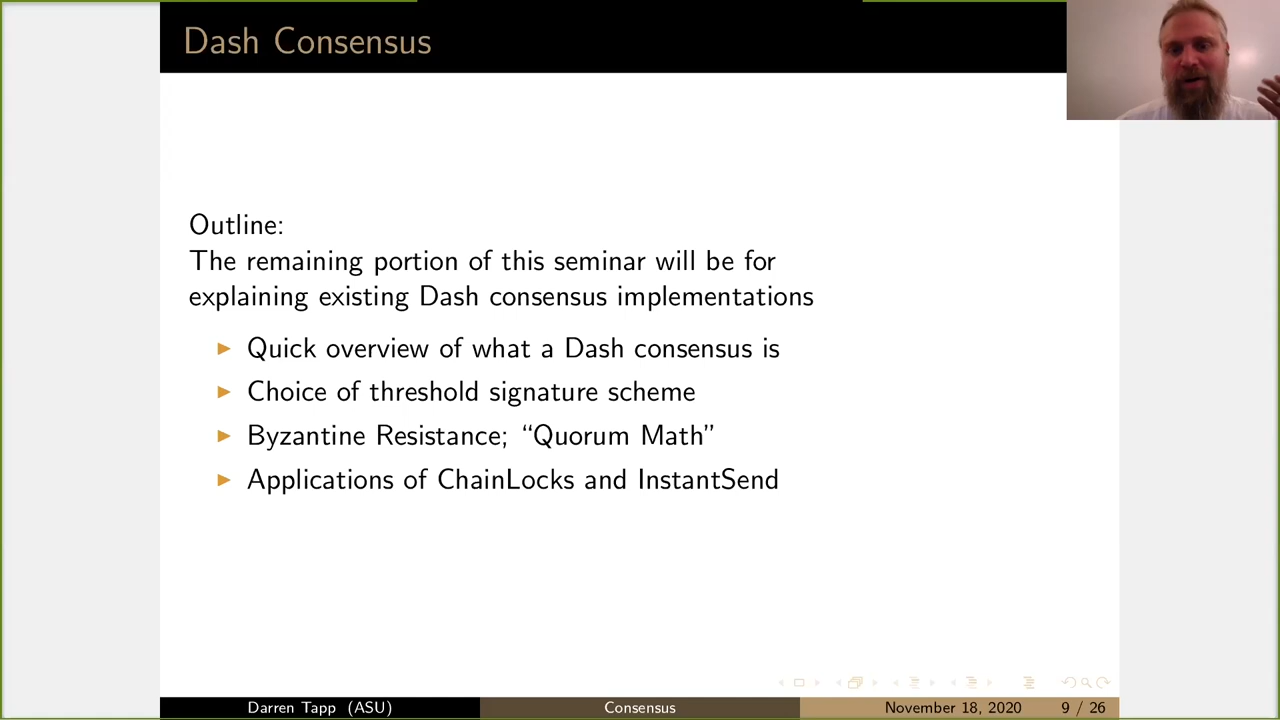 Dash Consensus
Outline:
The remaining portion of this seminar will be for
explaining existing Dash consensus implementations
Quick overview of what a Dash consensus is
Choice of threshold signature scheme
Byzantine Resistance; “Quorum Math”
Applications of ChainLocks and InstantSend
Darren Tapp (ASU) Consensus November 18, 2020 9 / 26